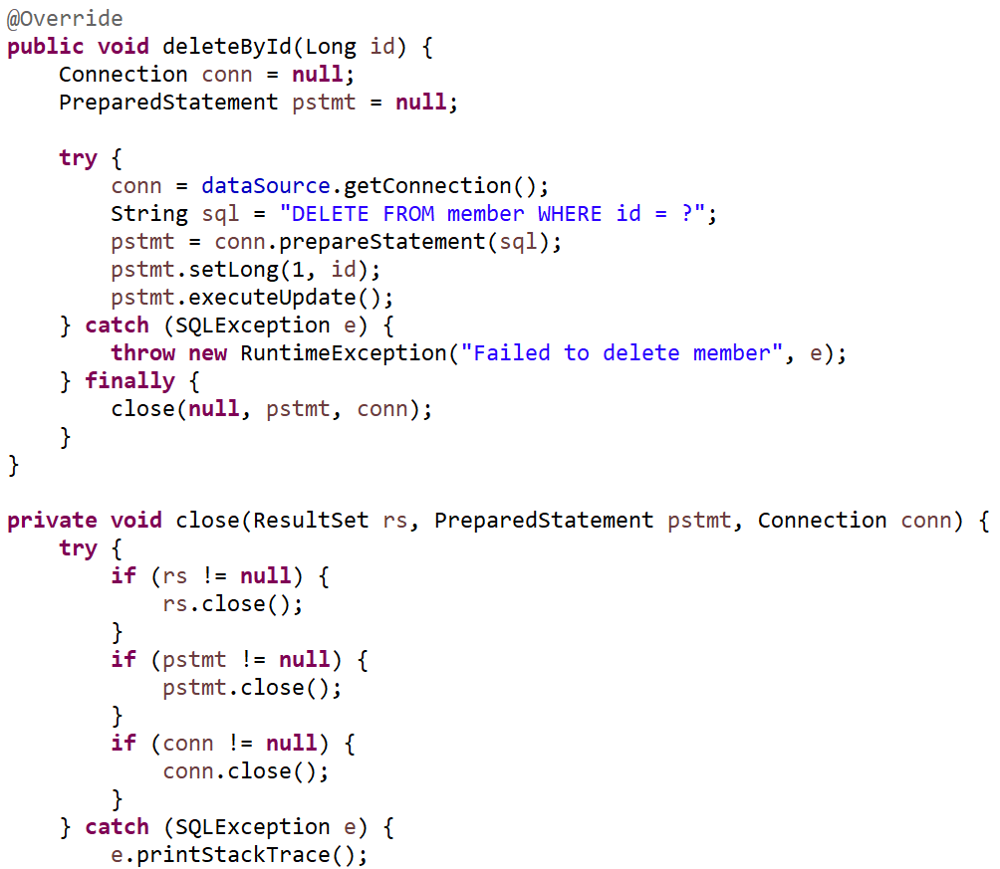 @Override
public void deleteById(Long id) {
    Connection conn = null;
    PreparedStatement pstmt = null;

    try {
        conn = dataSource.getConnection();
        String sql = "DELETE FROM member WHERE id = ?";
        pstmt = conn.prepareStatement(sql);
        pstmt.setLong(1, id);
        pstmt.executeUpdate();
    } catch (SQLException e) {
        throw new RuntimeException("Failed to delete member", e);
    } finally {
        close(null, pstmt, conn);
    }
}

private void close(ResultSet rs, PreparedStatement pstmt, Connection conn) {
    try {
        if (rs != null) {
            rs.close();
        }
        if (pstmt != null) {
            pstmt.close();
        }
        if (conn != null) {
            conn.close();
        }
    } catch (SQLException e) {
        e.printStackTrace();